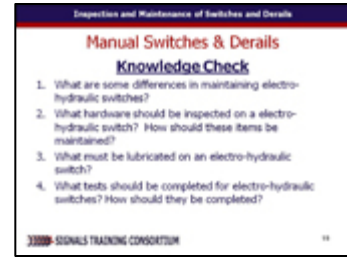 Inspection and Maintenance of Switches and Derails
Manual Switches & Derails
Knowledge Check
1. What are some differences in maintaining electro-
hydraulic switches?
2. What hardware should be inspected on a electro-
hydraulic switch? How should these items be
maintained?
3. What must be lubricated on an electro-hydraulic
switch?
4. What tests should be completed for electro-hydraulic
switches? How should they be completed?
SIGNALS TRAINING CONSORTIUM